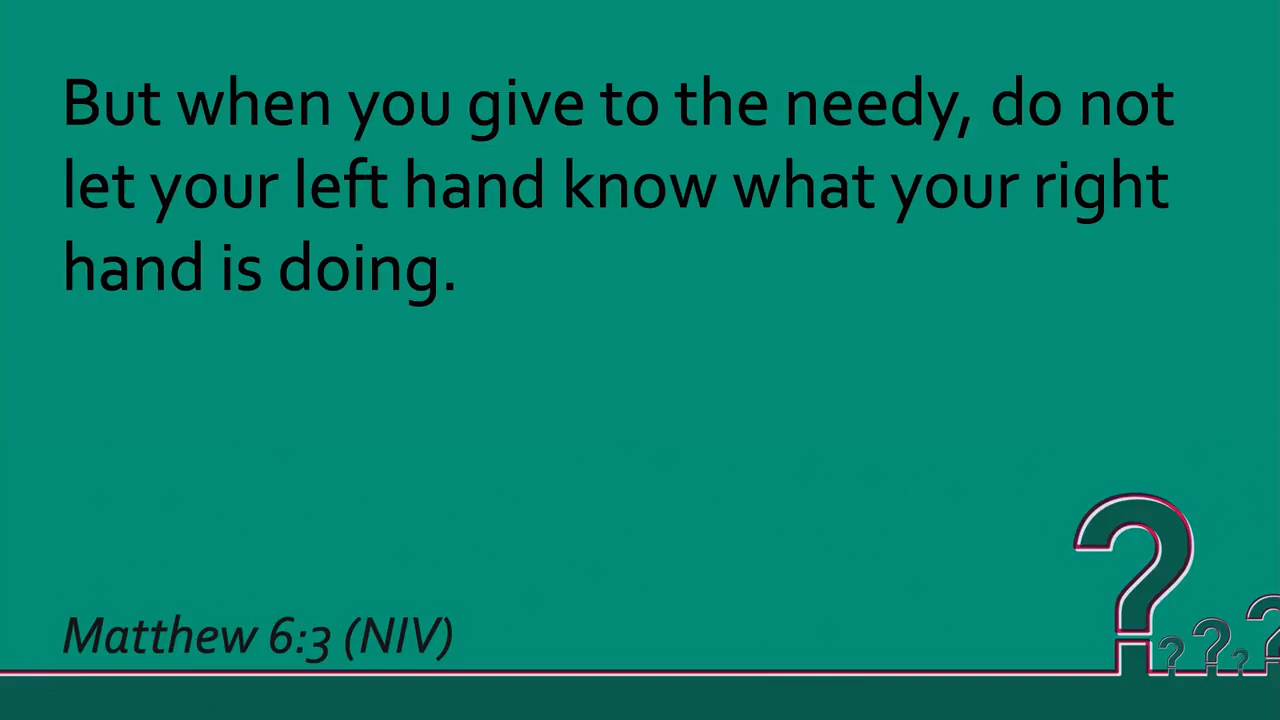 But when you give to the needy, do not
let your left hand know what your right
hand is doing.
Matthew 6:3 (NIV)
?
? ? ? ?